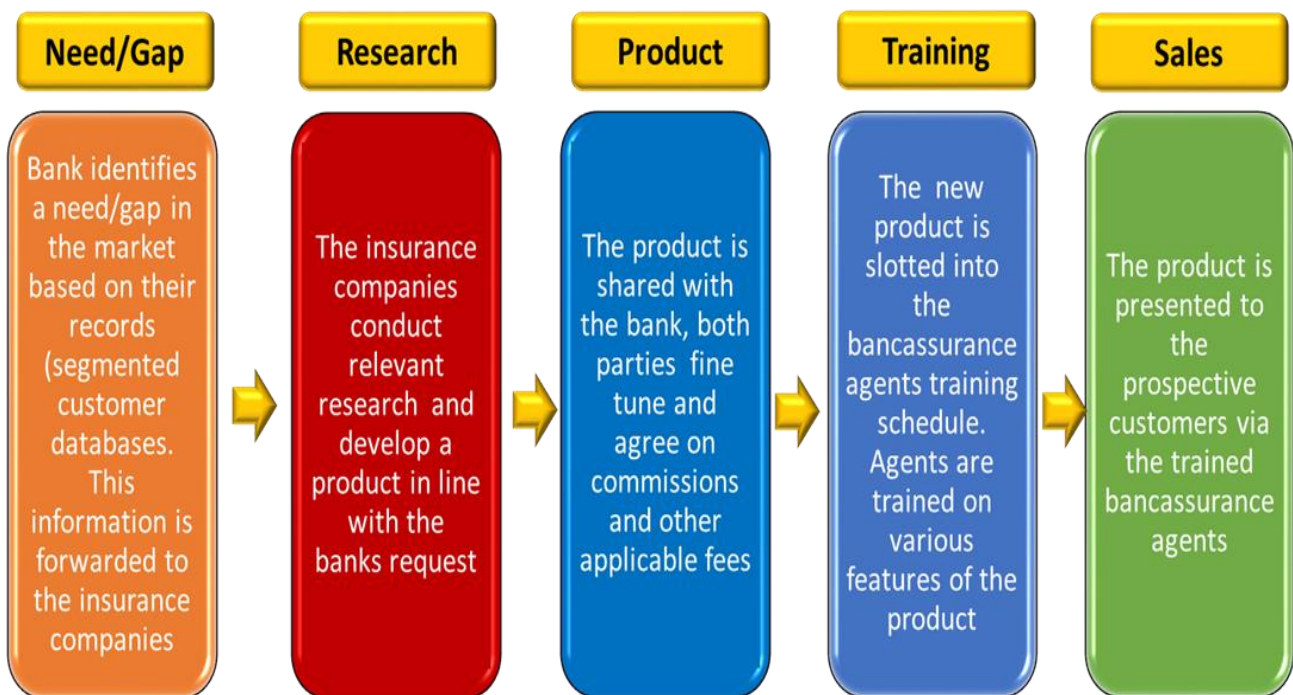 Need/Gap
Bank identifies
a need/gap in
the market
based on their
records
(segmented
customer
databases.
This
information is
forwarded to
the insurance
companies
Research
The insurance
companies
conduct
relevant
research and
develop a
product in line
with the
banks request
Product
The product is
shared with
the bank, both
parties fine
tune and
agree on
commissions
and other
applicable fees
Training
The new
product is
slotted into
the
bancassurance
agents training
schedule.
Agents are
trained on
various
features of the
product
Sales
The product is
presented to
the
prospective
customers via
the trained
bancassurance
agents